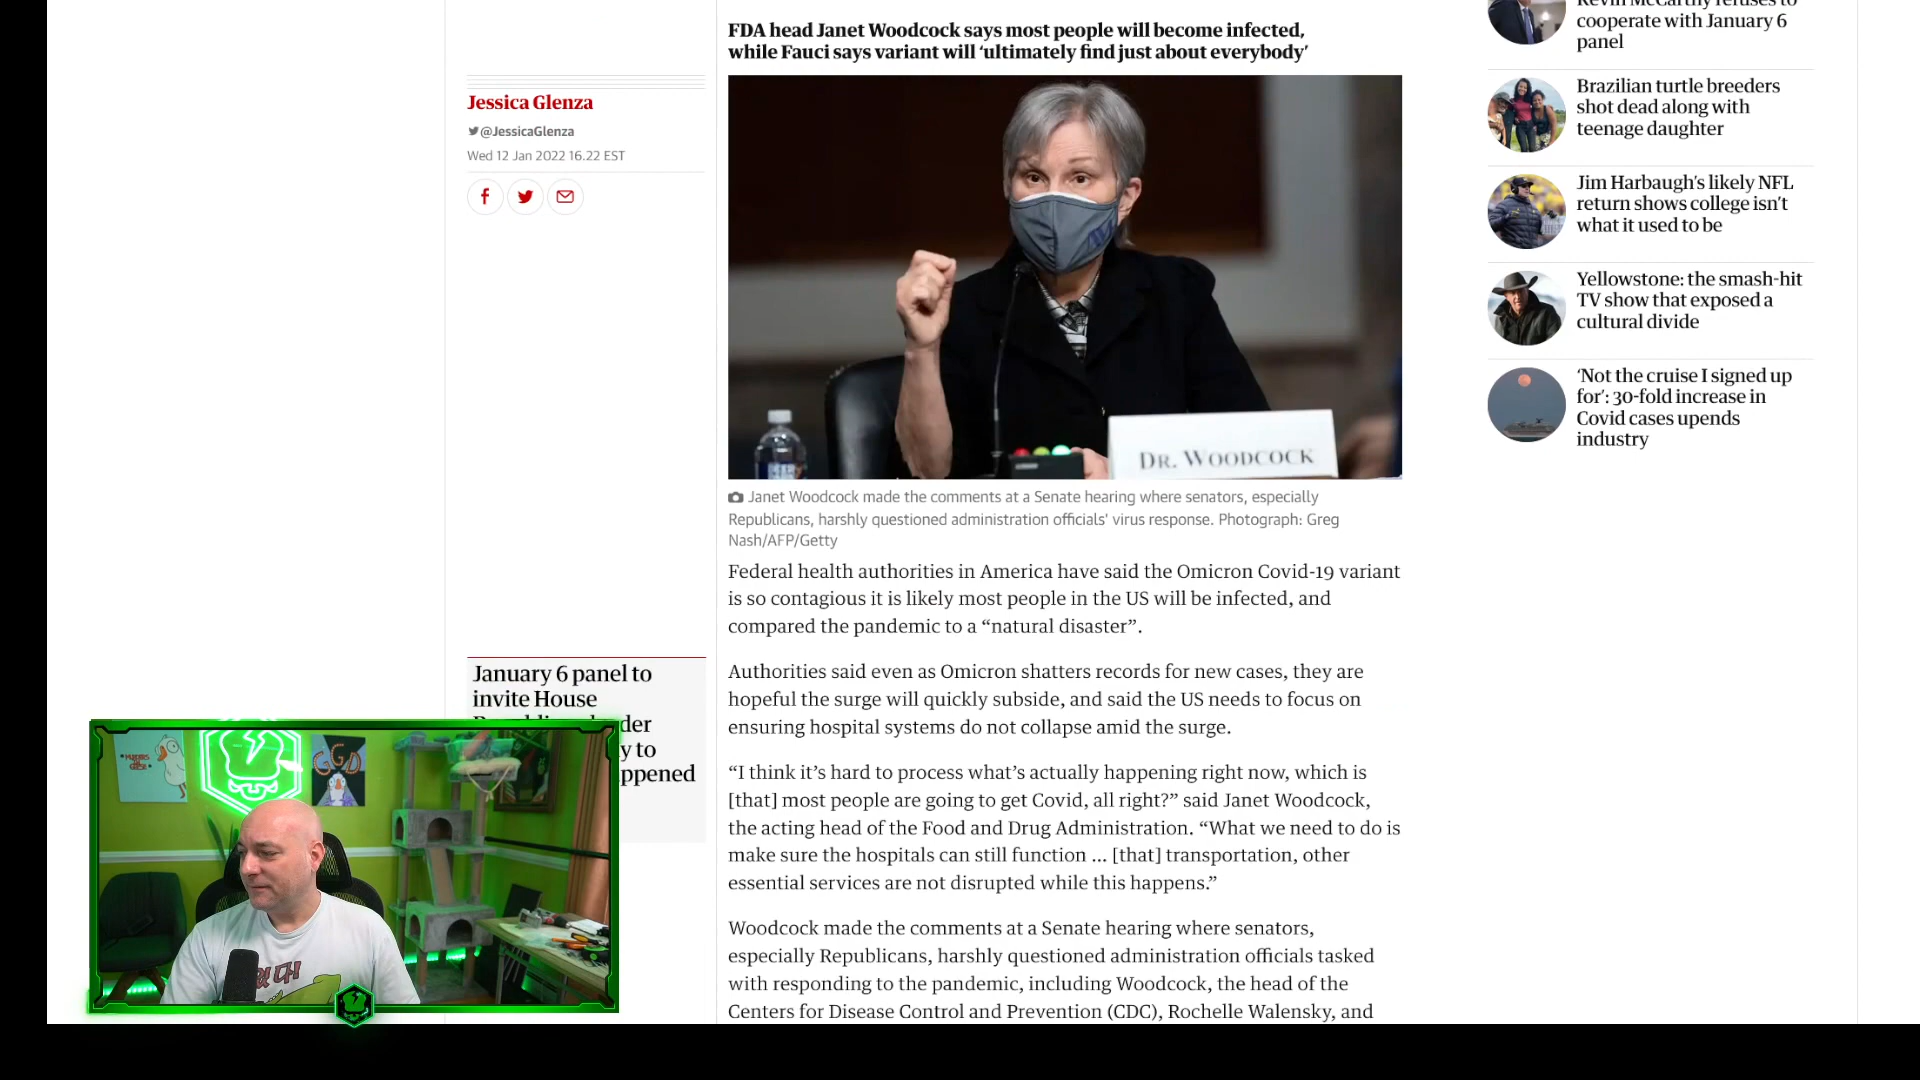 FDA head Janet Woodcock says most people will become infected,
while Fauci says variant will ‘ultimately find just about everybody’
Jessica Glenza
@JessicaGlenza
Wed 12 Jan 2022 16.22 EST
DR. WOODCOCK
Janet Woodcock made the comments at a Senate hearing where senators, especially
Republicans, harshly questioned administration officials’ virus response. Photograph: Greg
Nash/AFP/Getty
Federal health authorities in America have said the Omicron Covid-19 variant
is so contagious it is likely most people in the US will be infected, and
compared the pandemic to a “natural disaster”.
Authorities said even as Omicron shatters records for new cases, they are
hopeful the surge will quickly subside, and said the US needs to focus on
ensuring hospital systems do not collapse amid the surge.
“I think it’s hard to process what’s actually happening right now, which is
[that] most people are going to get Covid, all right?” said Janet Woodcock,
the acting head of the Food and Drug Administration. “What we need to do is
make sure the hospitals can still function ... [that] transportation, other
essential services are not disrupted while this happens.”
Woodcock made the comments at a Senate hearing where senators,
especially Republicans, harshly questioned administration officials tasked
with responding to the pandemic, including Woodcock, the head of the
Centers for Disease Control and Prevention (CDC), Rochelle Walensky, and
January 6 panel to
invite House
der
y to
ppened
GGD
Kevin McCarthy refuses to
cooperate with January 6
panel
Brazilian turtle breeders
shot dead along with
teenage daughter
Jim Harbaugh’s likely NFL
return shows college isn’t
what it used to be
Yellowstone: the smash-hit
TV show that exposed a
cultural divide
‘Not the cruise I signed up
for’: 30-fold increase in
Covid cases upends
industry